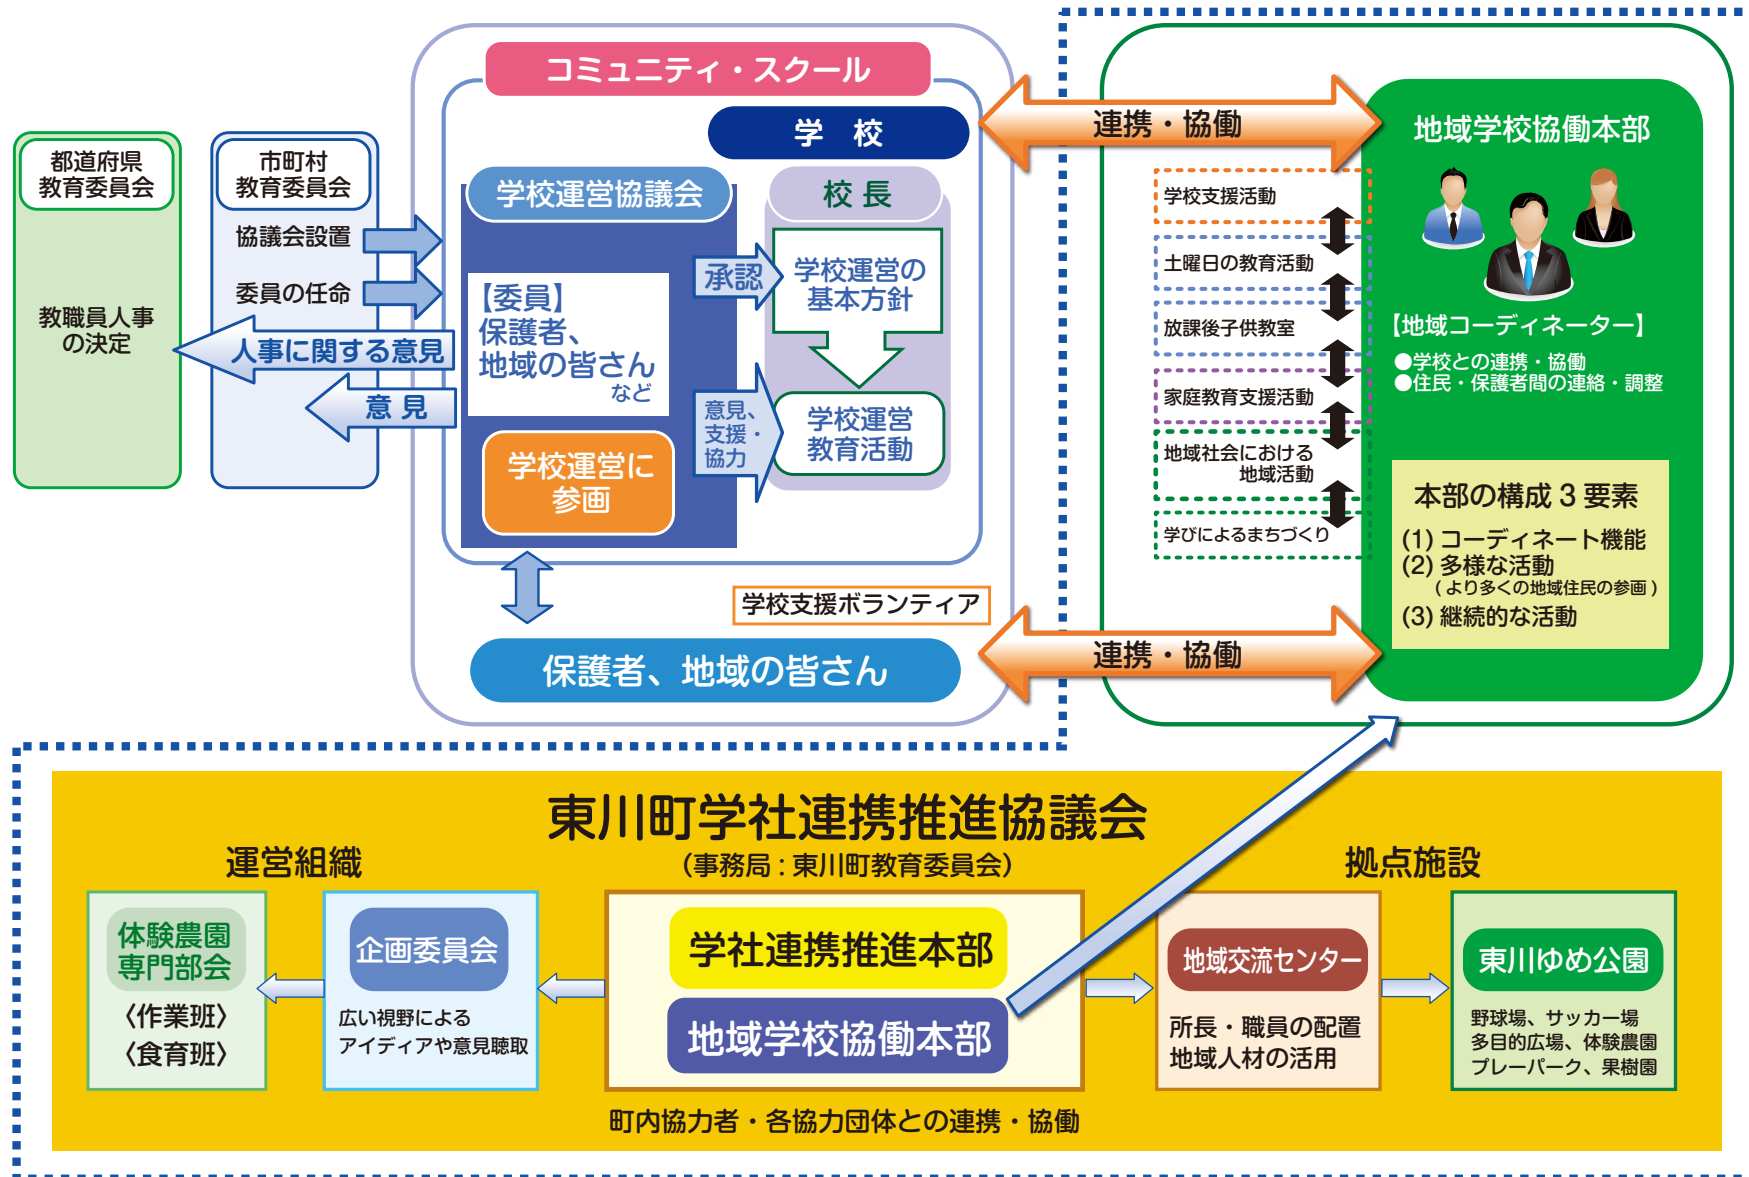 コミュニティ・スクール
学 校
都道府県
教育委員会
教職員人事
の決定
市町村
教育委員会
協議会設置
委員の任命
人事に関する意見
意 見
学校運営協議会
【委員】
保護者、
地域の皆さん
など
学校運営に
参画
承認
意見、
支援・
協力
校 長
学校運営の
基本方針
学校運営
教育活動
学校支援ボランティア
保護者、地域の皆さん
連携・協働
連携・協働
学校支援活動
土曜日の教育活動
放課後子供教室
家庭教育支援活動
地域社会における
地域活動
学びによるまちづくり
地域学校協働本部
【地域コーディネーター】
●学校との連携・協働
●住民・保護者間の連絡・調整
本部の構成3要素
(1) コーディネート機能
(2) 多様な活動
(より多くの地域住民の参画)
(3) 継続的な活動
東川町学社連携推進協議会
(事務局:東川町教育委員会)
運営組織
拠点施設
体験農園
専門部会
〈作業班〉
〈食育班〉
企画委員会
広い視野による
アイディアや意見聴取
学社連携推進本部
地域学校協働本部
地域交流センター
所長・職員の配置
地域人材の活用
東川ゆめ公園
野球場、サッカー場
多目的広場、体験農園
プレーパーク、果樹園
町内協力者・各協力団体との連携・協働